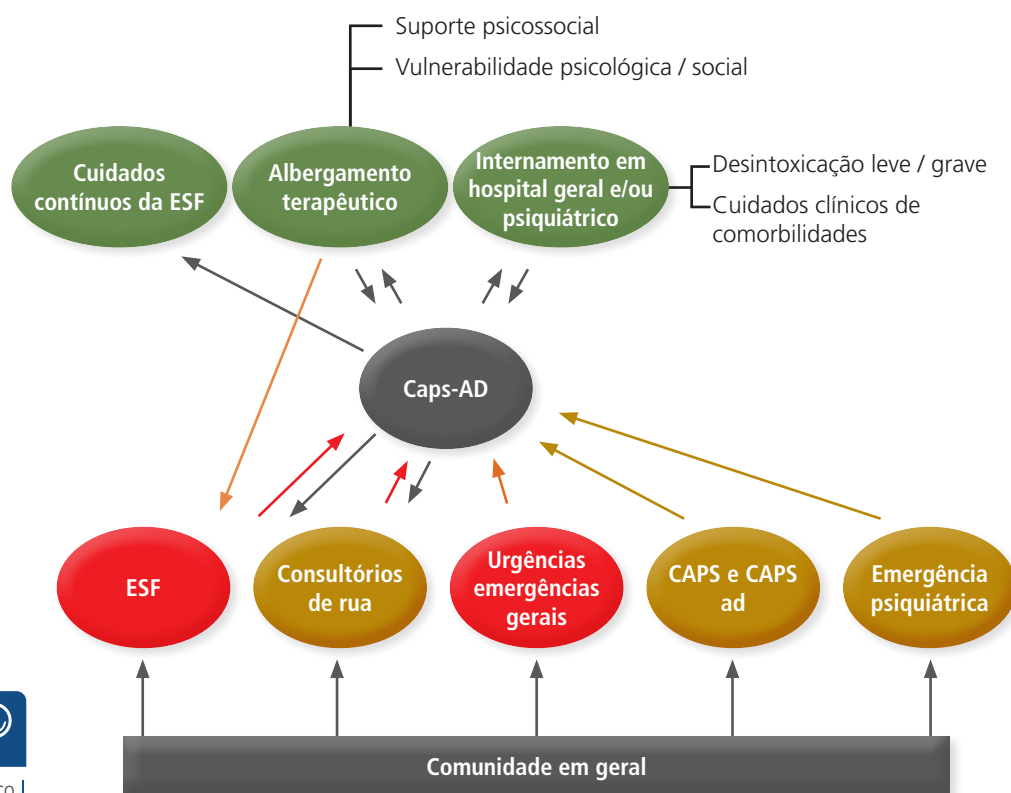 Suporte psicossocial
Vulnerabilidade psicológica / social
Cuidados
contínuos da ESF
Albergamento
terapêutico
Internamento em
hospital geral e/ou
psiquiátrico
Desintoxicação leve / grave
Cuidados clínicos de
comorbilidades
Caps-AD
ESF
Consultórios
de rua
Urgências
emergências
gerais
CAPS e CAPS
ad
Emergência
psiquiátrica
Comunidade em geral